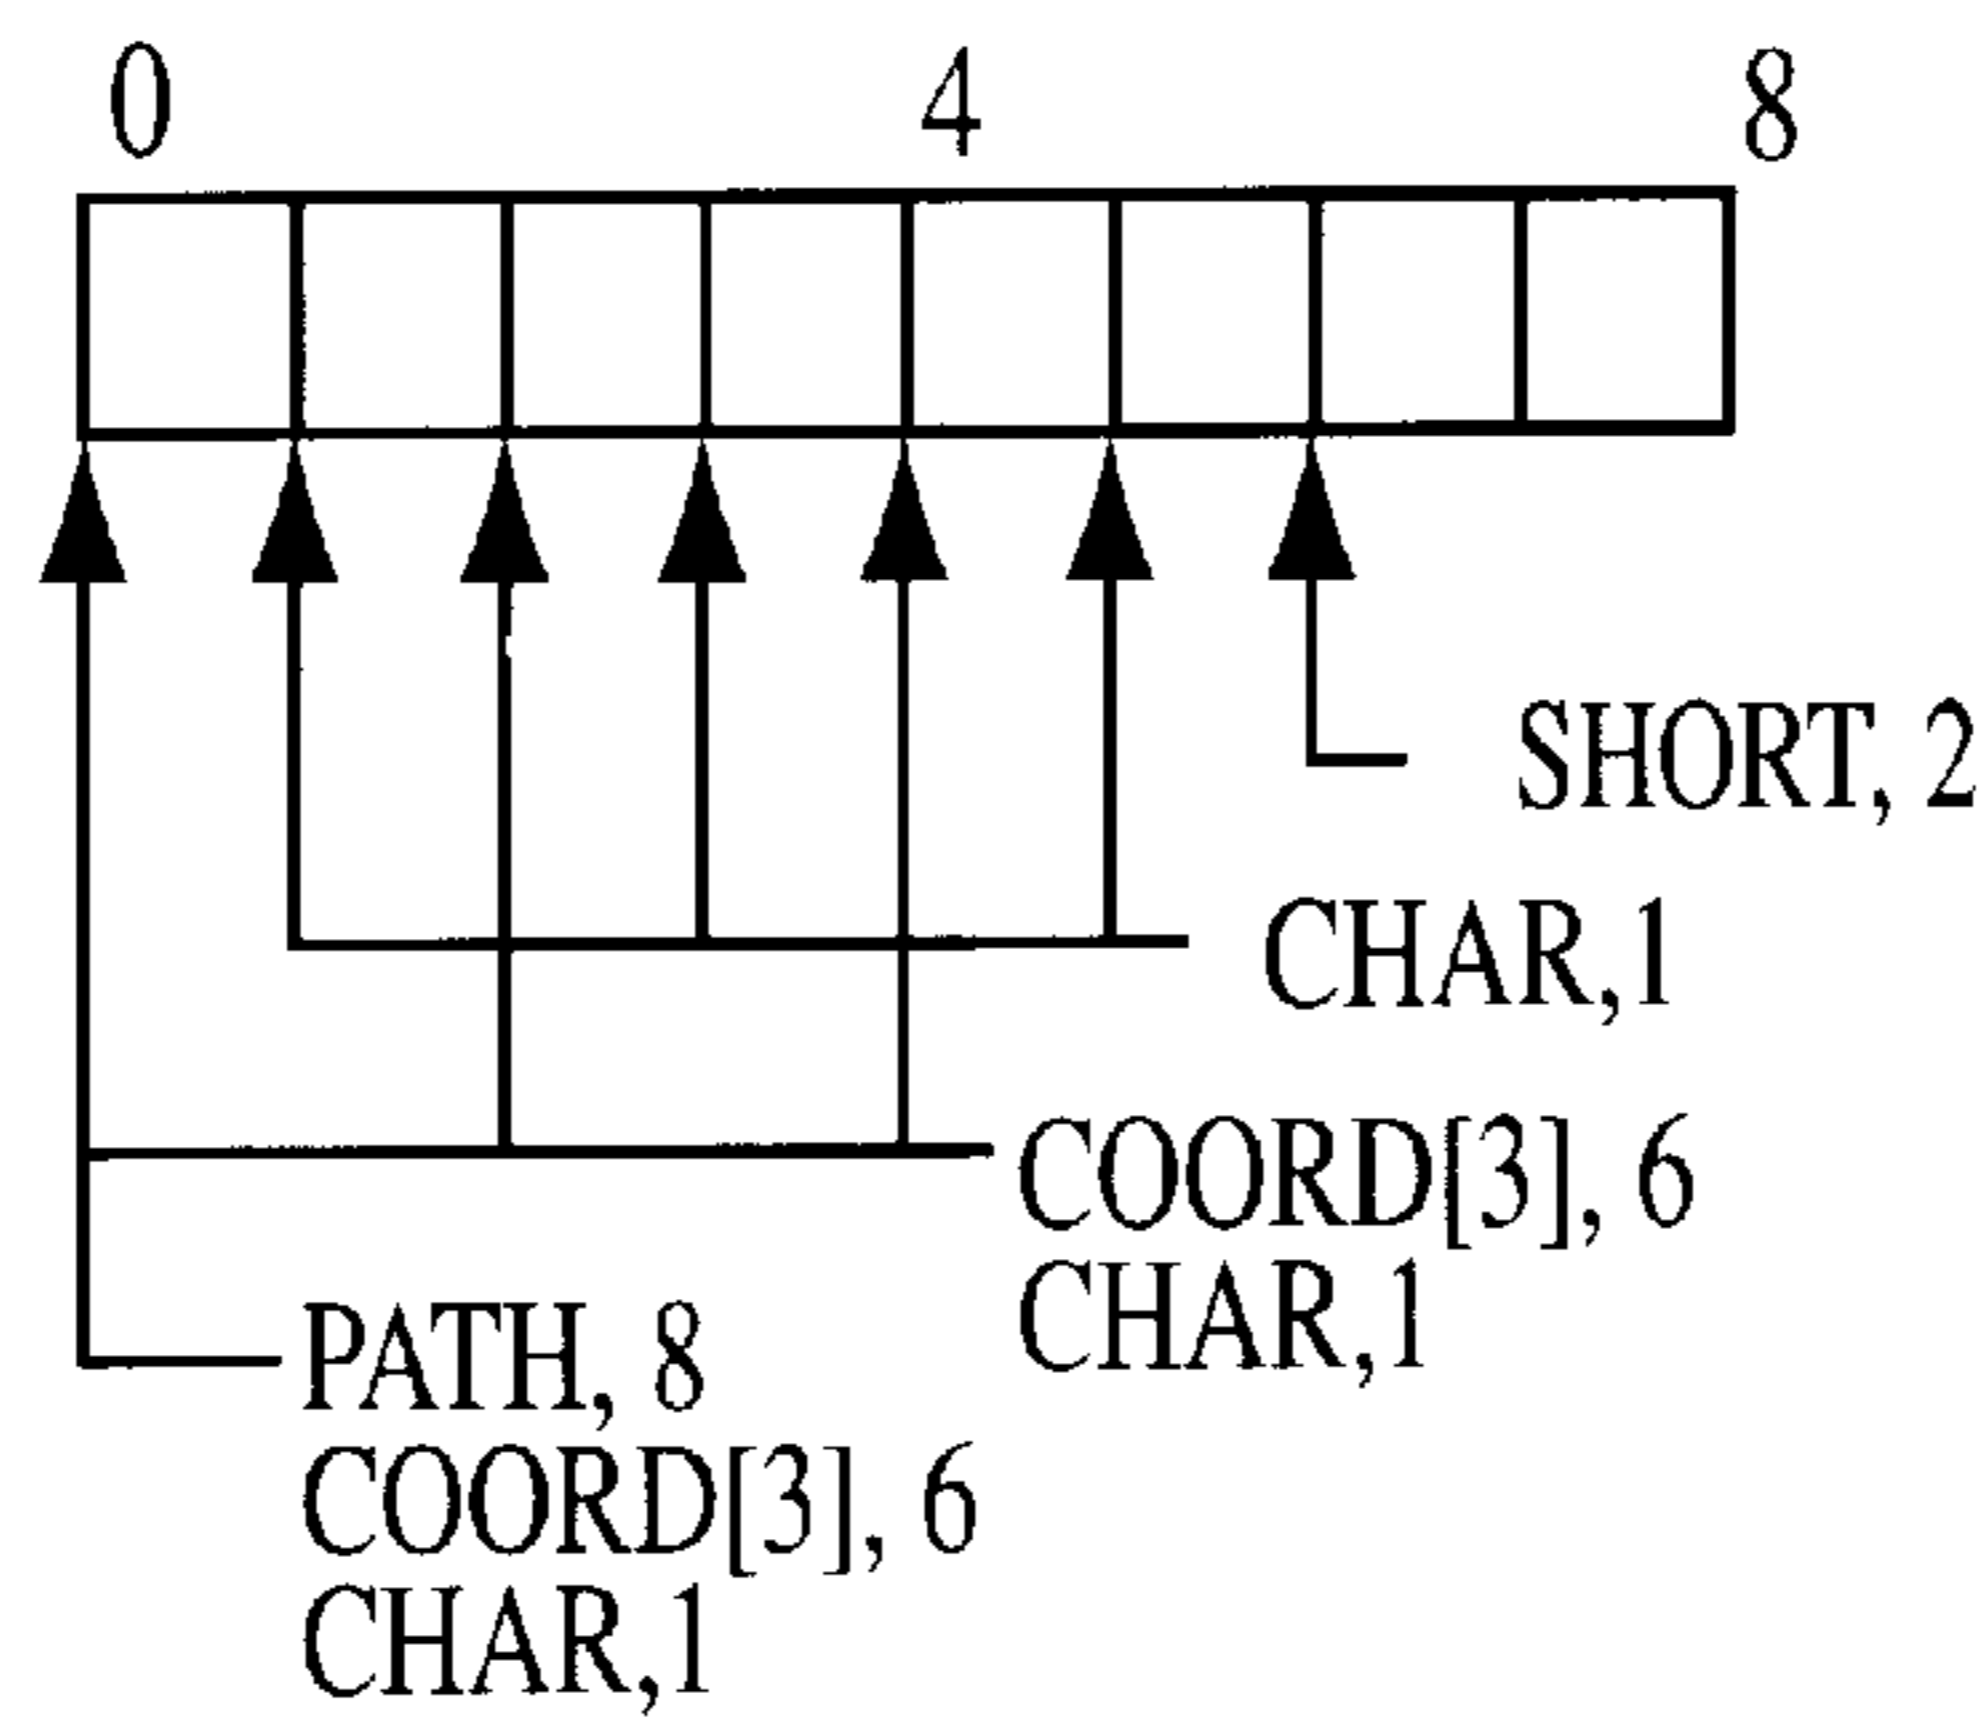 0 4 8
SHORT, 2
CHAR,1
COORD[3], 6
CHAR,1
PATH, 8
COORD[3], 6
CHAR,1